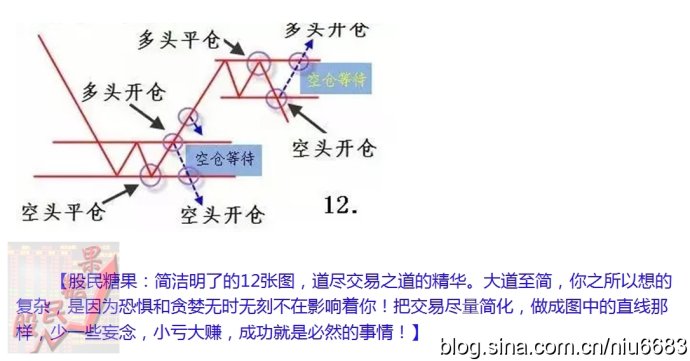 多头开仓
多头平仓
空仓等待
多头开仓
空头开仓
空仓等待
空头平仓
空头开仓
12.
【股民糖果：简洁明了的12张图，道尽交易之道的精华。大道至简，你之所以想的
复杂，是因为恐惧和贪婪无时无刻不在影响着你！把交易尽量简化，做成图中的直线那
样，少一些妄念，小亏大赚，成功就是必然的事情！】
股民糖果
blog.sina.com.cn/niu6683